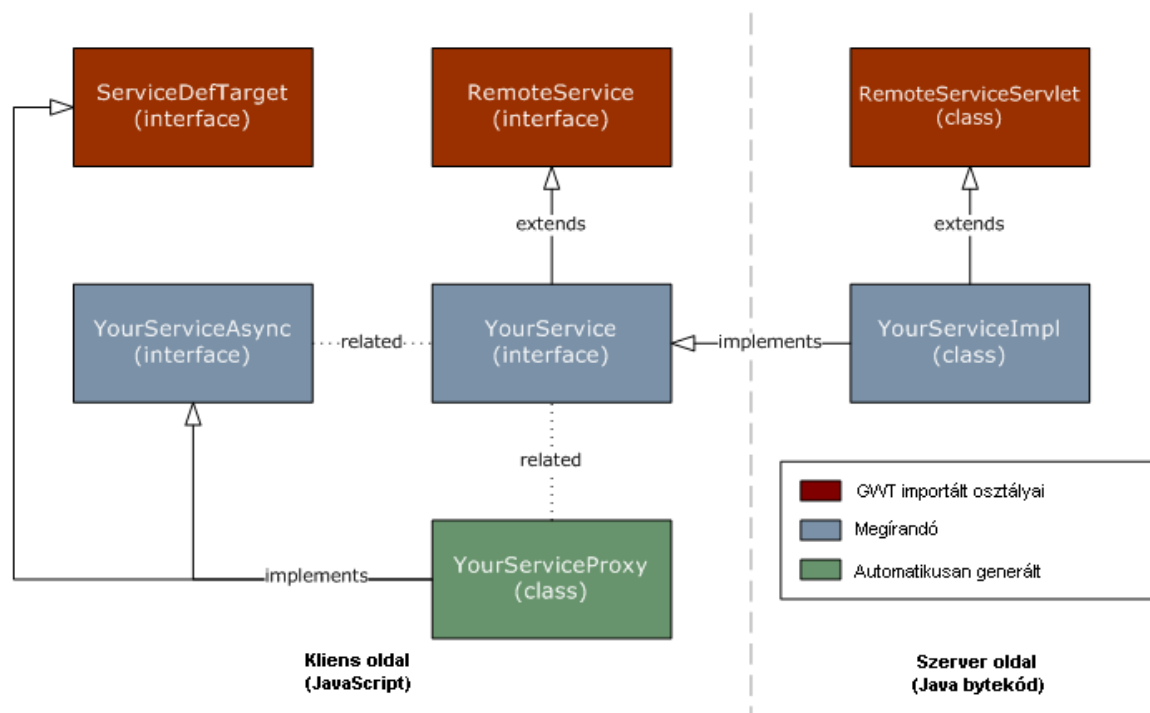 ServiceDefTarget
(interface)
RemoteService
(interface)
RemoteServiceServlet
(class)
extends
extends
YourServiceAsync
(interface)
related
YourService
(interface)
implements
YourServiceImpl
(class)
related
implements
YourServiceProxy
(class)
GWT importált osztályai
Megírandó
Automatikusan generált
Kliens oldal
(JavaScript)
Szerver oldal
(Java bytekód)